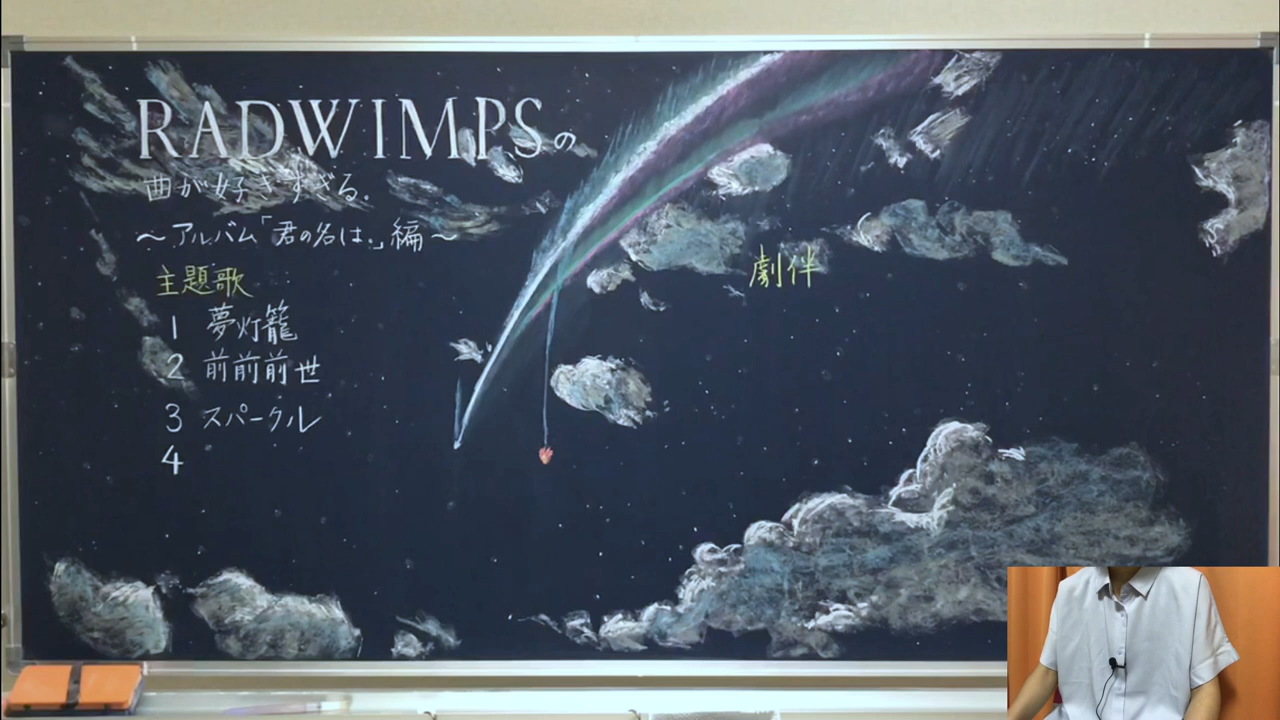 RADWIMPSの
曲が好きすぎる。
~アルバム「君の名は。」編~
主題歌
1 夢灯籠
2 前前前世
3 スパークル
4
劇伴